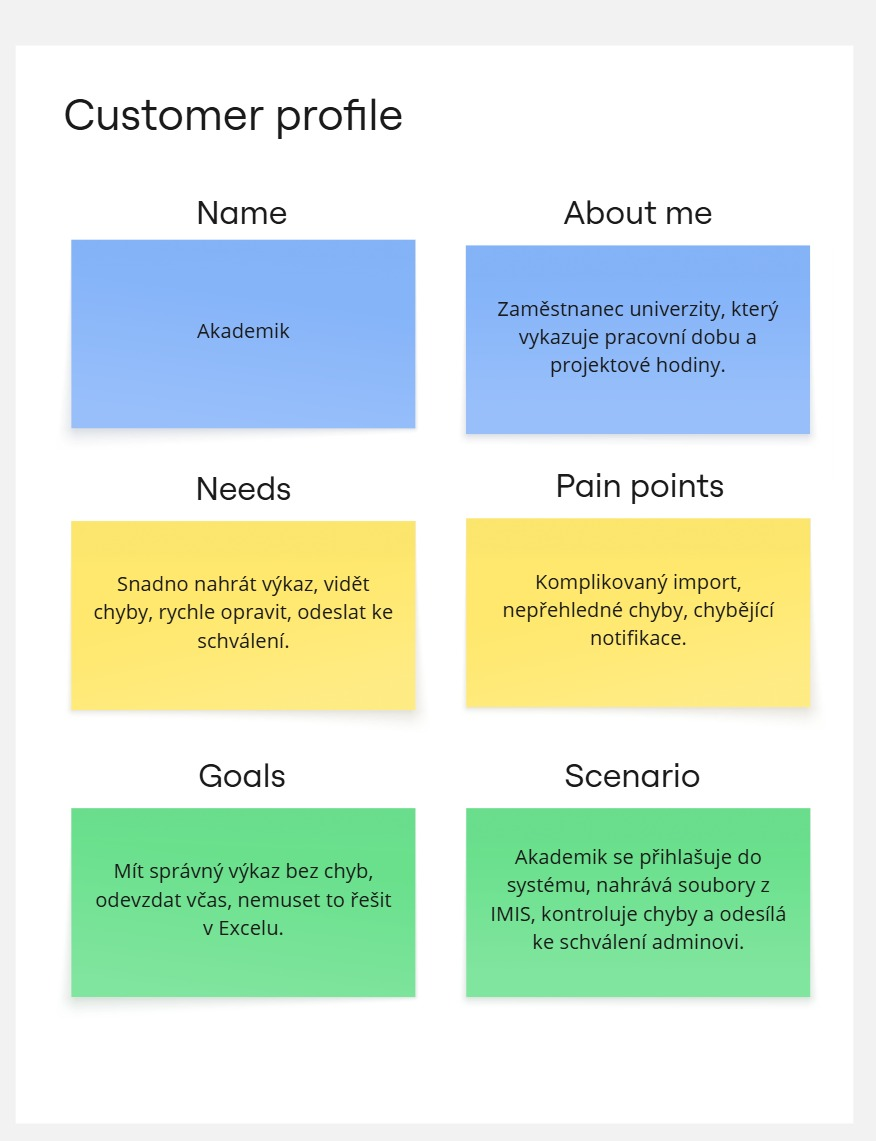 Customer profile
Name
Akademik
About me
Zaměstnanec univerzity, který
vykazuje pracovní dobu a
projektové hodiny.
Needs
Snadno nahrát výkaz, vidět
chyby, rychle opravit, odeslat ke
schválení.
Pain points
Komplikovaný import,
nepřehledné chyby, chybějící
notifikace.
Goals
Mít správný výkaz bez chyb,
odevzdat včas, nemuset to řešit
v Excelu.
Scenario
Akademik se přihlašuje do
systému, nahrává soubory z
IMIS, kontroluje chyby a odesílá
ke schválení adminovi.